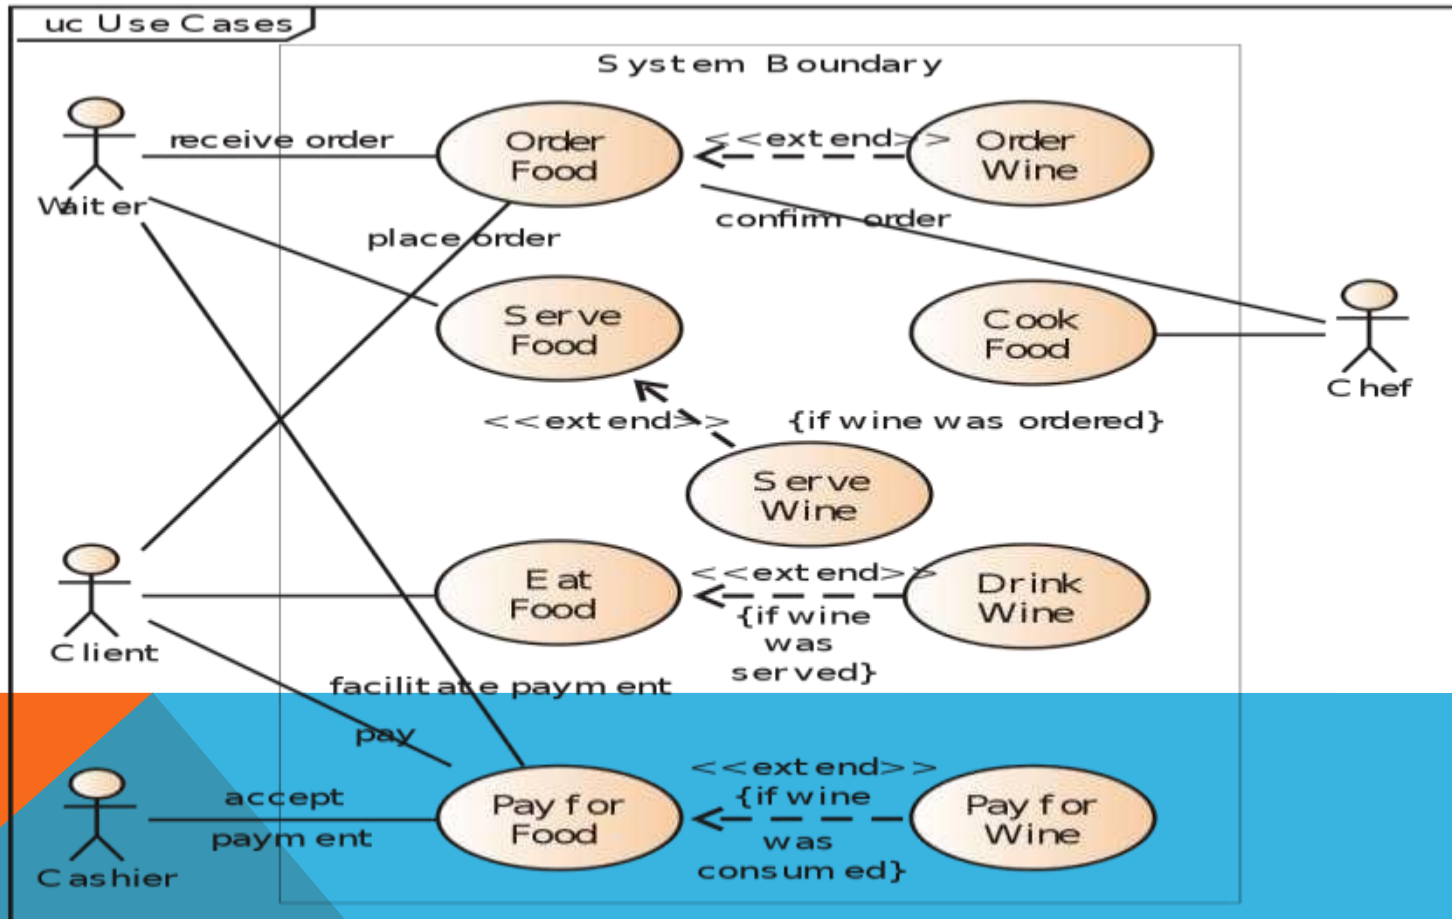 uc Use Cases
System Boundary
receive order
Order
Food
<<extend>>
Order
Wine
Waiter
place order
confirm order
Serve
Food
Cook
Food
Chef
<<extend>>
{if wine was ordered}
Serve
Wine
Client
Eat
Food
<<extend>>
{if wine
was
served}
Drink
Wine
facilitate payment
pay
Cashier
accept
payment
Pay for
Food
<<extend>>
{if wine
was
consumed}
Pay for
Wine